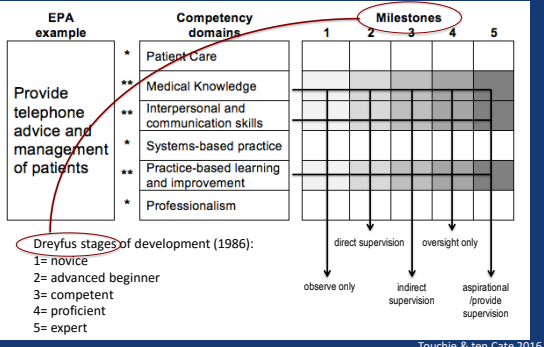 EPA
example
Competency
domains
Milestones
1 2 3 4 5
Provide
telephone
advice and
management
of patients
* Patient Care
** Medical Knowledge
** Interpersonal and
communication skills
* Systems-based practice
** Practice-based learning
and improvement
* Professionalism
Dreyfus stages of development (1986):
1= novice
2= advanced beginner
3= competent
4= proficient
5= expert
direct supervision
oversight only
observe only
indirect
supervision
aspirational
/provide
supervision
Touchie & ten Cate 2016